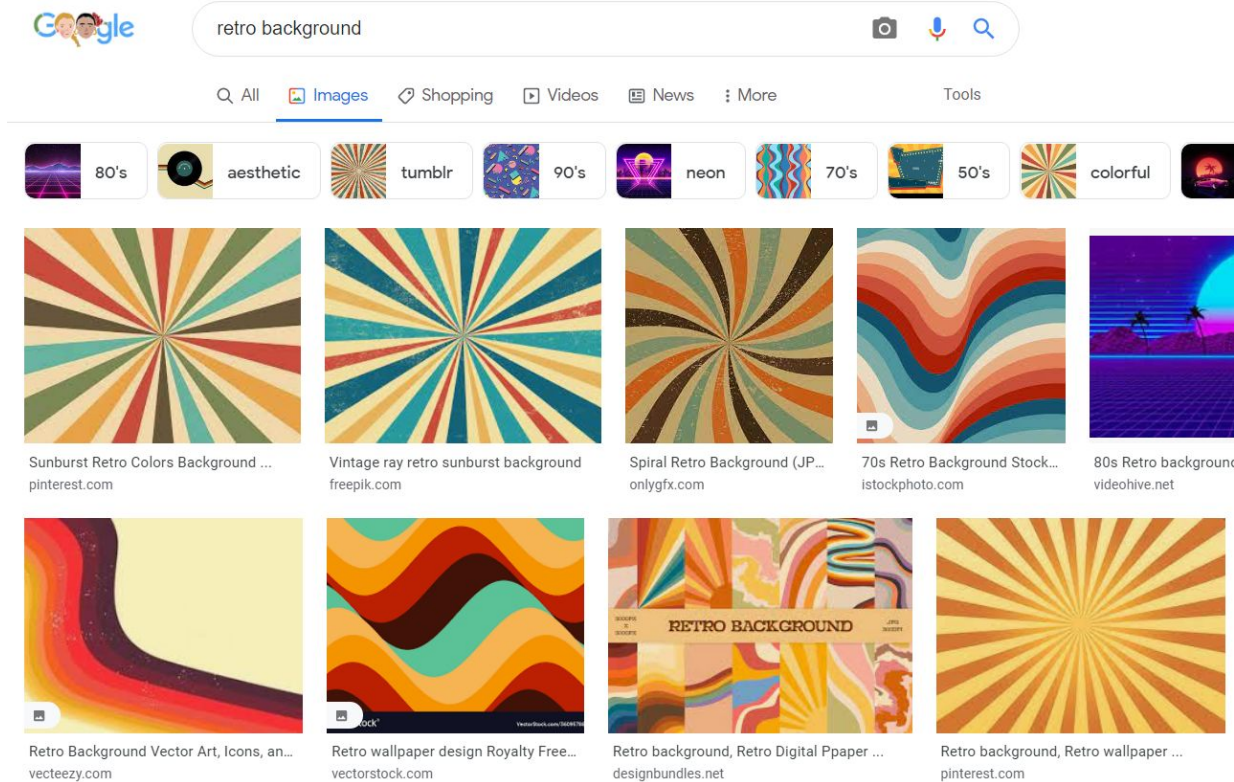 Google
retro background
All Images Shopping Videos News More Tools
80's aesthetic tumblr 90's neon 70's 50's colorful
Sunburst Retro Colors Background ... Vintage ray retro sunburst background Spiral Retro Background (JP... 70s Retro Background Stock... 80s Retro background
pinterest.com freepik.com onlygfx.com istockphoto.com videohive.net
RETRO BACKGROUND
ock
Retro Background Vector Art, Icons, an... Retro wallpaper design Royalty Free... Retro background, Retro Digital Ppaper ... Retro background, Retro wallpaper ...
vecteezy.com vectorstock.com designbundles.net pinterest.com